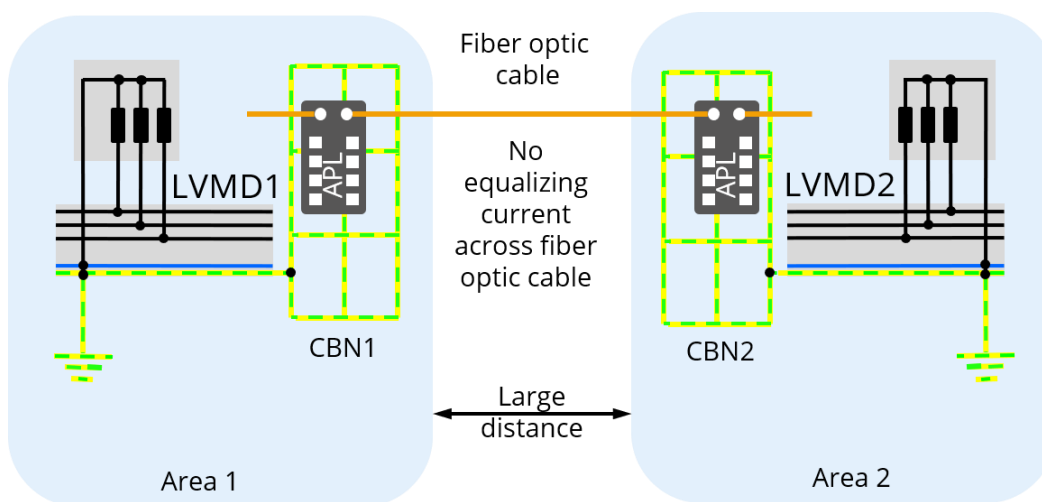 Fiber optic
cable
LVMD1
APL
No
equalizing
current
across fiber
optic cable
APL
LVMD2
CBN1
CBN2
Large
distance
Area 1
Area 2